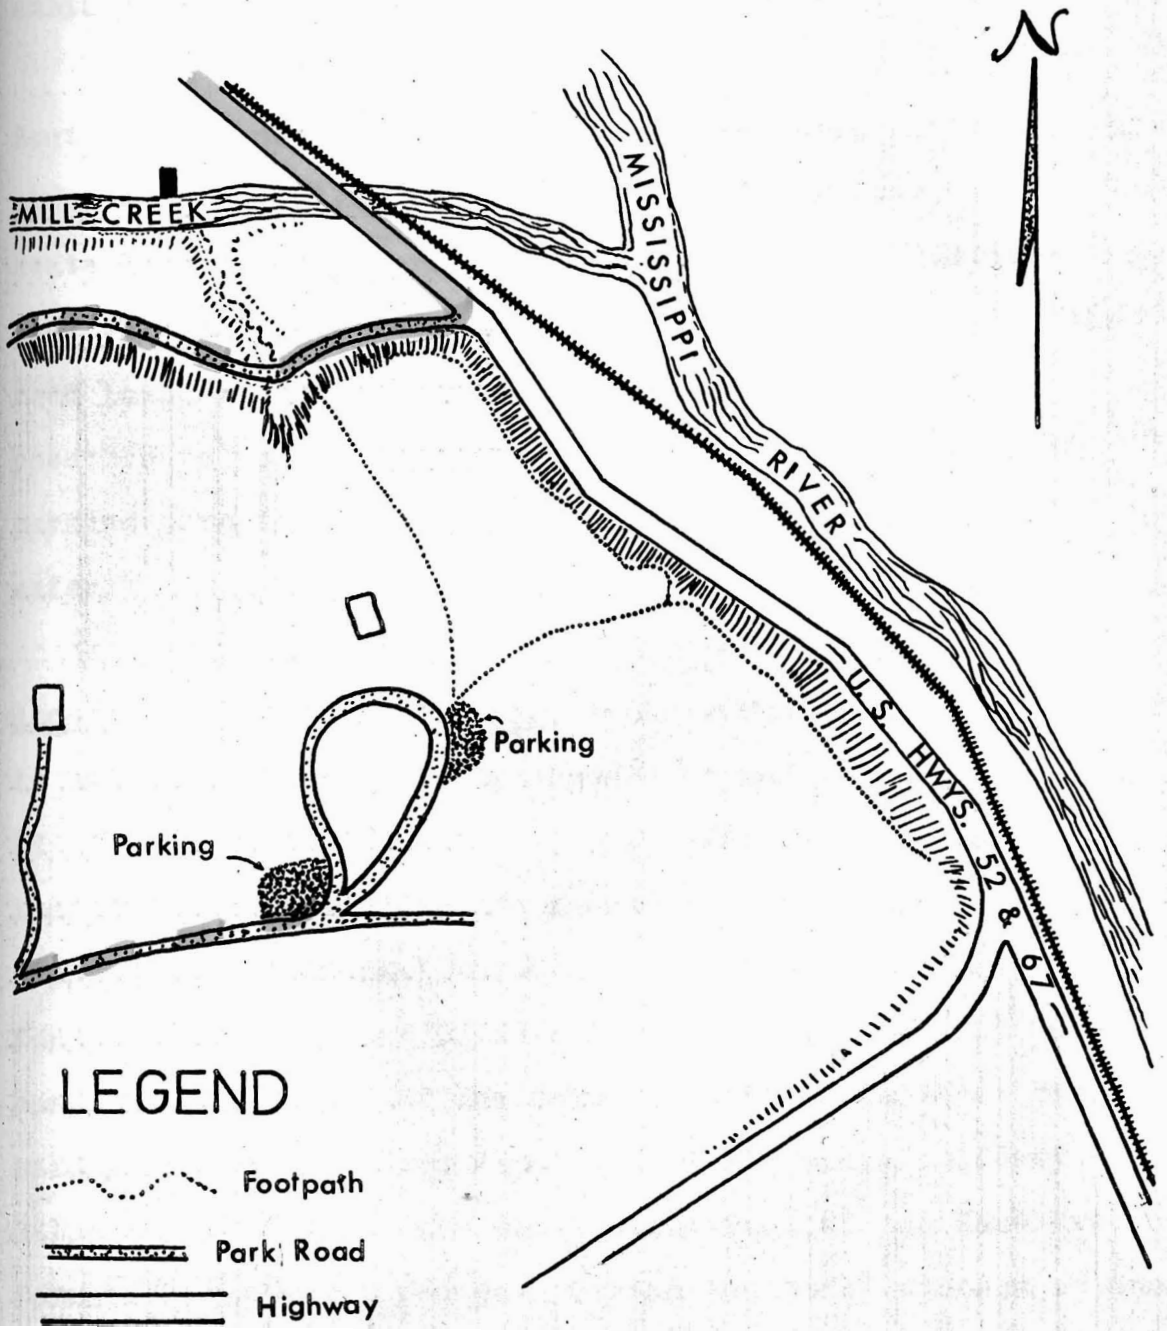 N
MISSISSIPPI
RIVER
MILL CREEK
U. S. HWYS. 52 & 67
Parking
Parking
LEGEND
Footpath
Park Road
Highway